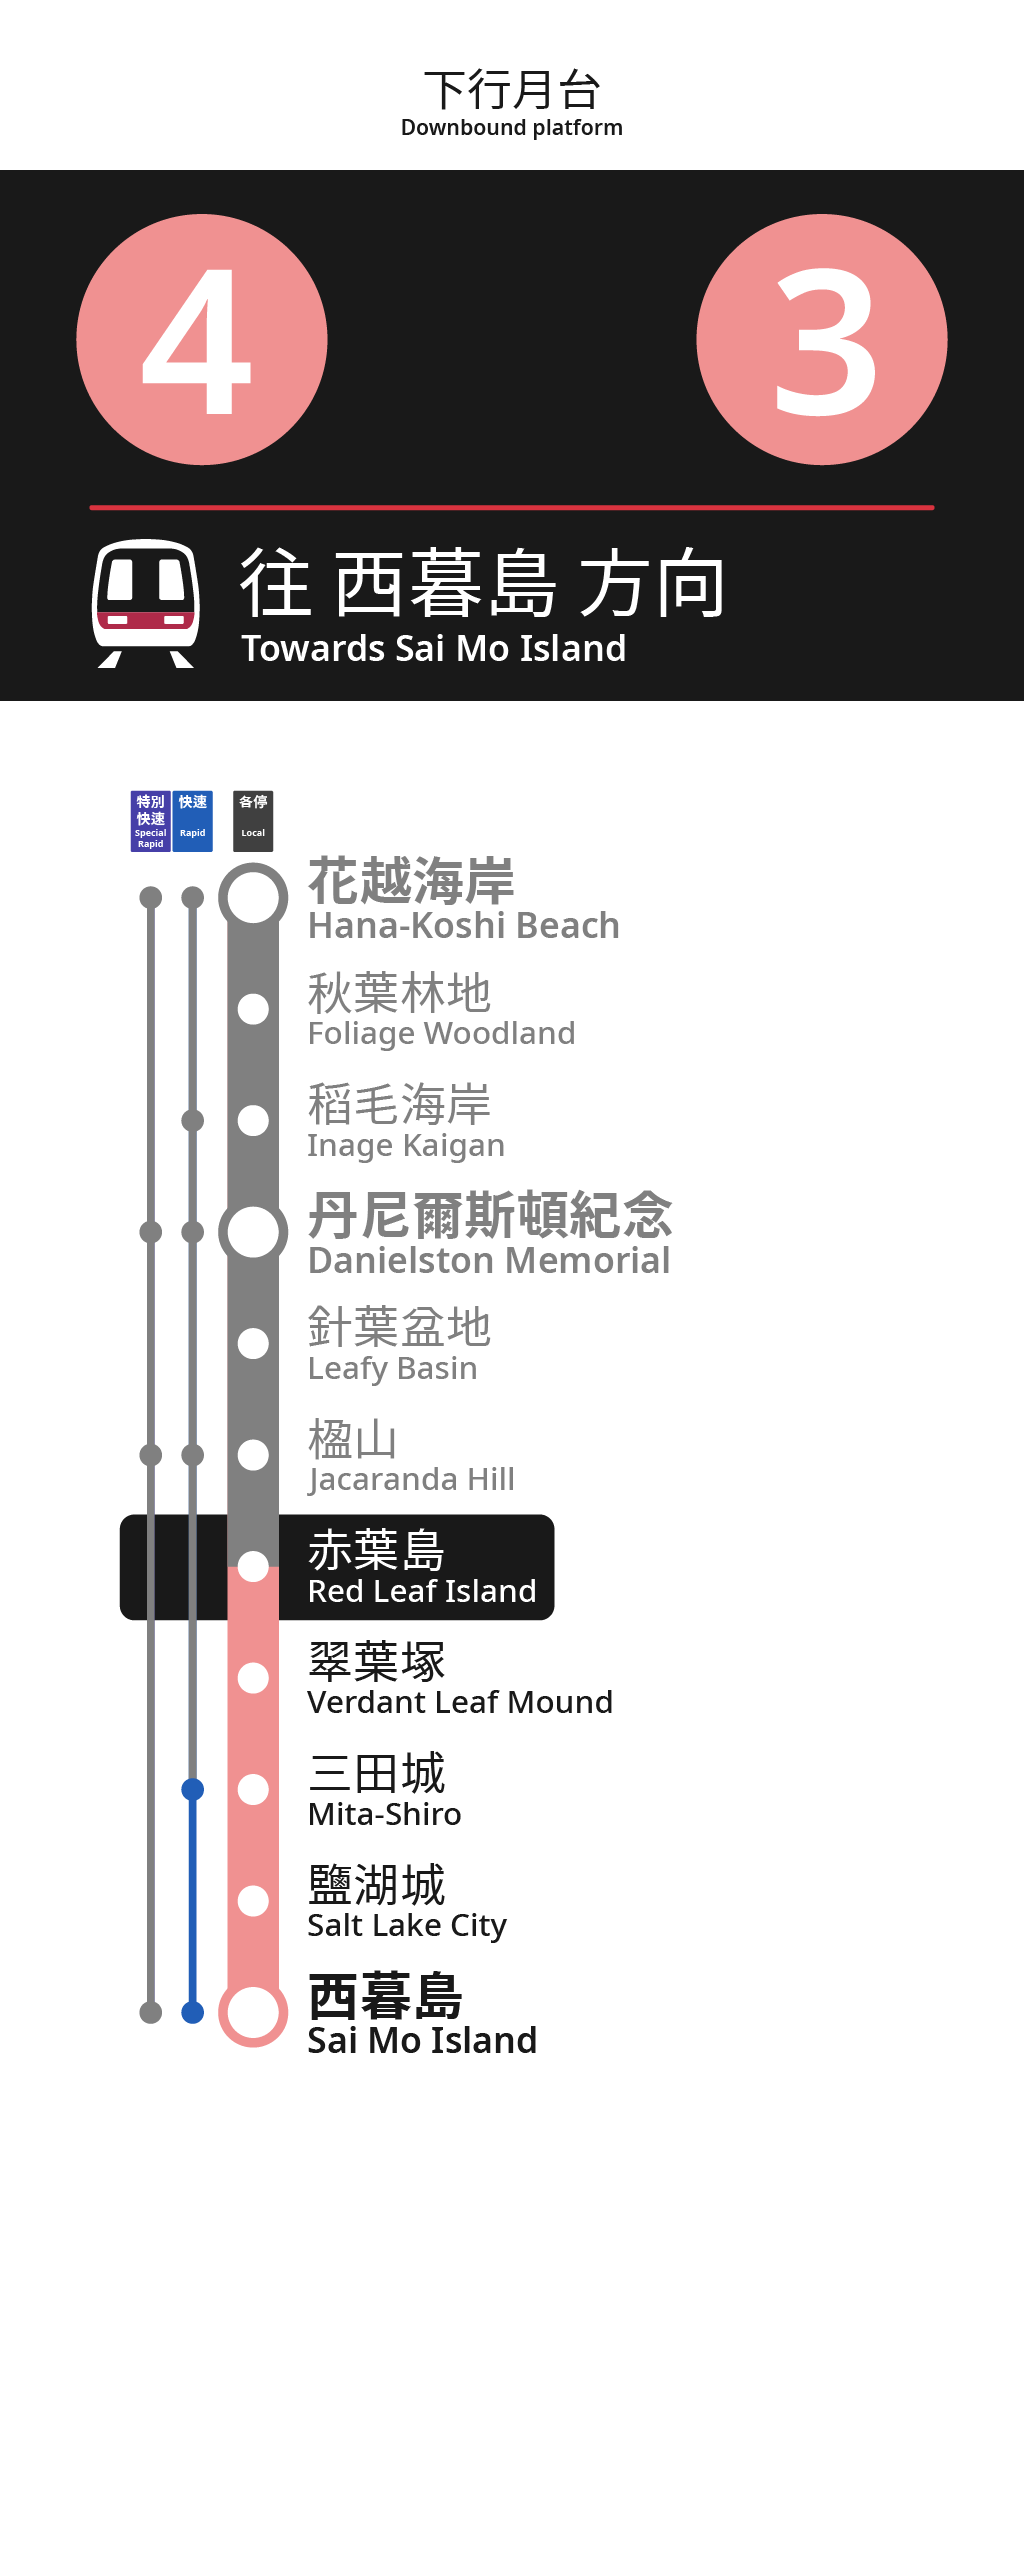 下行月台
Downbound platform
4
3
往 西暮島 方向
Towards Sai Mo Island
特別
快速
Special
Rapid
快速
Rapid
各停
Local
花越海岸
Hana-Koshi Beach
秋葉林地
Foliage Woodland
稻毛海岸
Inage Kaigan
丹尼爾斯頓紀念
Danielston Memorial
針葉盆地
Leafy Basin
楹山
Jacaranda Hill
赤葉島
Red Leaf Island
翠葉塚
Verdant Leaf Mound
三田城
Mita-Shiro
鹽湖城
Salt Lake City
西暮島
Sai Mo Island